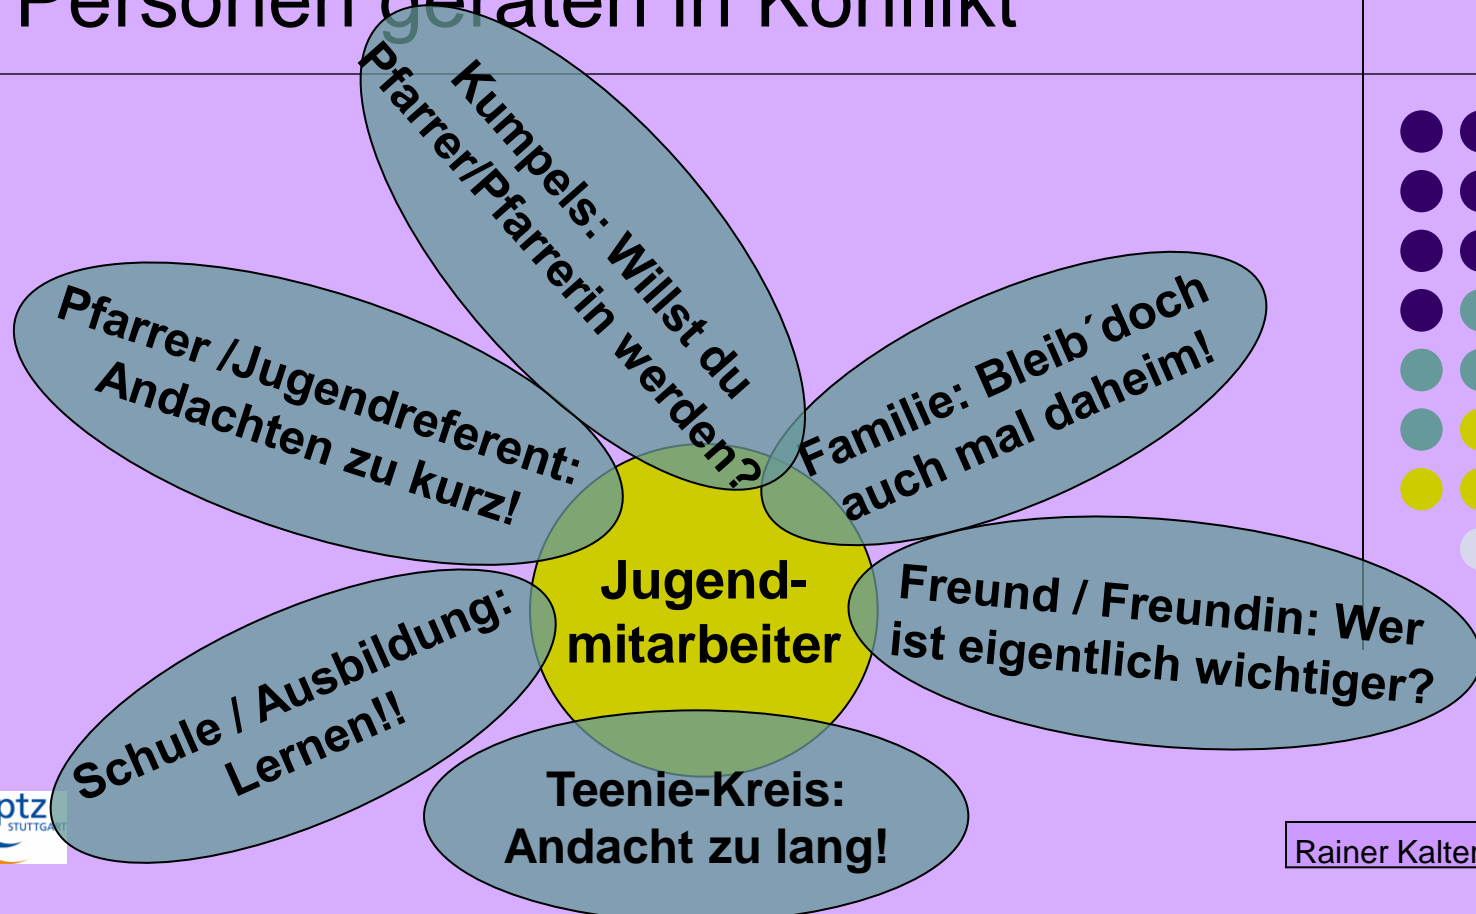 Personen geraten in Konflikt
Kumpels: Willst du
Pfarrer/Pfarrerin werden?
Pfarrer /Jugendreferent:
Andachten zu kurz!
Familie: Bleib´doch
auch mal daheim!
Jugend-
mitarbeiter
Freund / Freundin: Wer
ist eigentlich wichtiger?
Schule / Ausbildung:
Lernen!!
Teenie-Kreis:
Andacht zu lang!
ptz
STUTTGART
Rainer Kalter